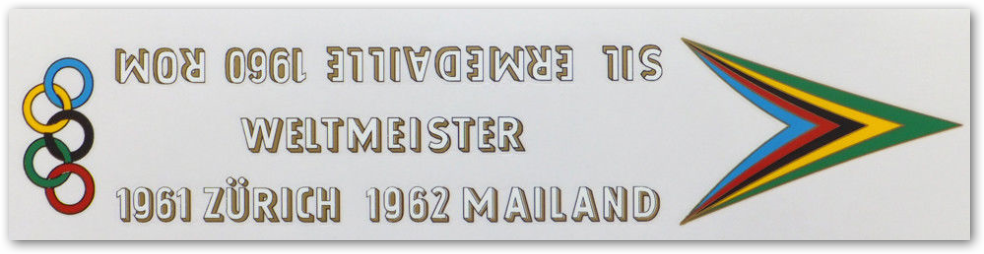 SIL ERMEDAILLE 1960 ROM
WELTMEISTER
1961 ZÜRICH 1962 MAILAND